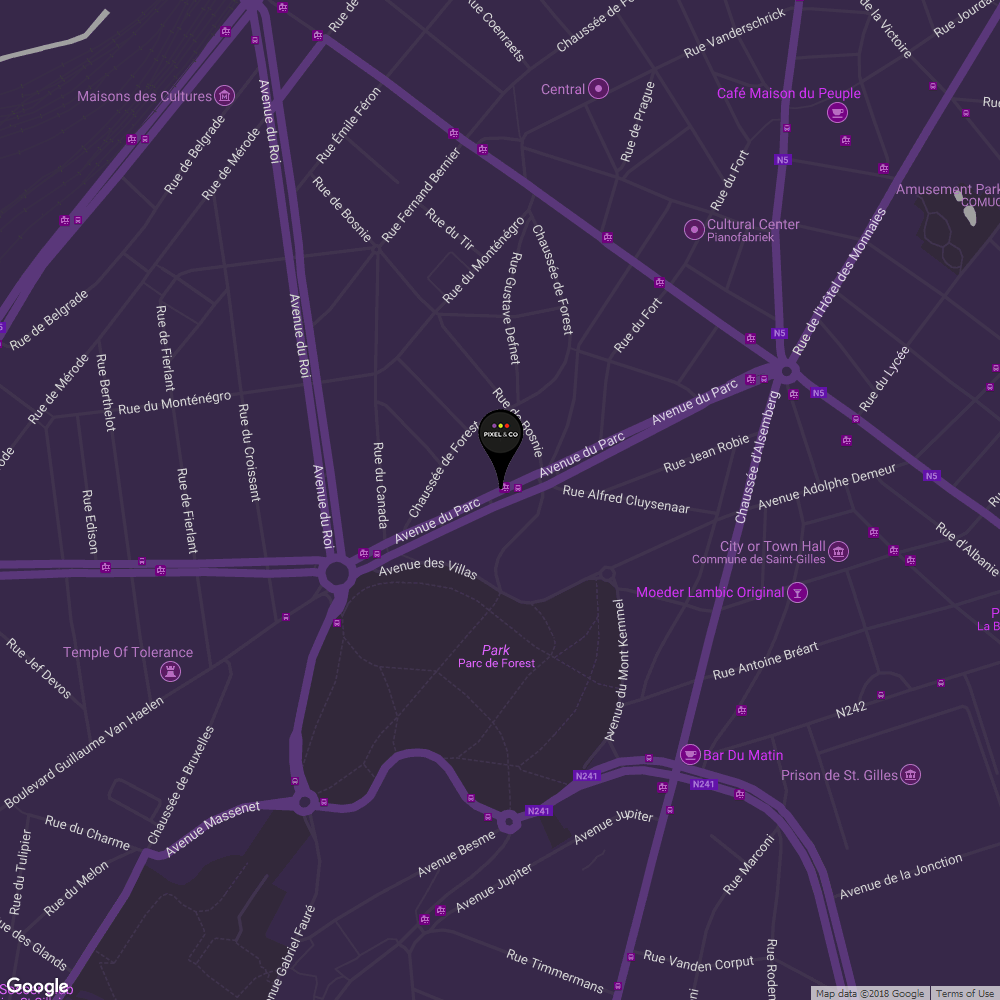 Rue de
Rue Coenraets
Chaussée de Fo
Rue Vanderschrick
de la Victoire
Rue Jourda
Maisons des Cultures
Avenue du Roi
Central
Café Maison du Peuple
Rue
Rue de Belgrade
Rue de Mérode
Rue Émile Féron
Rue de Prague
N5
Rue du Fort
Rue de Bosnie
Rue Fernand Bernier
Rue du Tir
Amusement Park
COMUC
Cultural Center
Pianofabriek
Rue du Monténégro
Chaussée de Forest
Rue Gustave Defnet
Rue de l'Hôtel des Monnaies
Rue de Belgrade
Avenue du Roi
Rue de Fierlant
Rue du Fort
N5
Rue de Mérode
Rue Berthelot
Rue du Monténégro
Rue du Lycée
Avenue du Parc
N5
Rue du Croissant
Rue de Bosnie
PIXEL & CO
Chaussée de Forest
Avenue du Parc
Rue Jean Robie
Chaussée d'Alsemberg
Rue du Canada
Avenue du Roi
Rue de Fierlant
Rue Edison
Avenue Adolphe Demeur
N5
Rue Alfred Cluysenaar
Avenue du Parc
Rue d'Albanie
City or Town Hall
Commune de Saint-Gilles
Avenue des Villas
Moeder Lambic Original
P
La B
Rue Jef Devos
Temple Of Tolerance
Park
Parc de Forest
Avenue du Mont Kemmel
Rue Antoine Bréart
N242
Boulevard Guillaume Van Haelen
Chaussée de Bruxelles
Bar Du Matin
Prison de St. Gilles
N241
N241
N241
Avenue Massenet
Rue du Charme
Avenue Jupiter
Avenue Besme
Rue Marconi
Rue du Tulipier
Rue du Melon
Avenue Jupiter
Avenue de la Jonction
nue Gabriel Fauré
ue des Glands
Rue Timmermans
Rue Vanden Corput
Rue Roden
Google
Map data ©2018 Google
Terms of Use